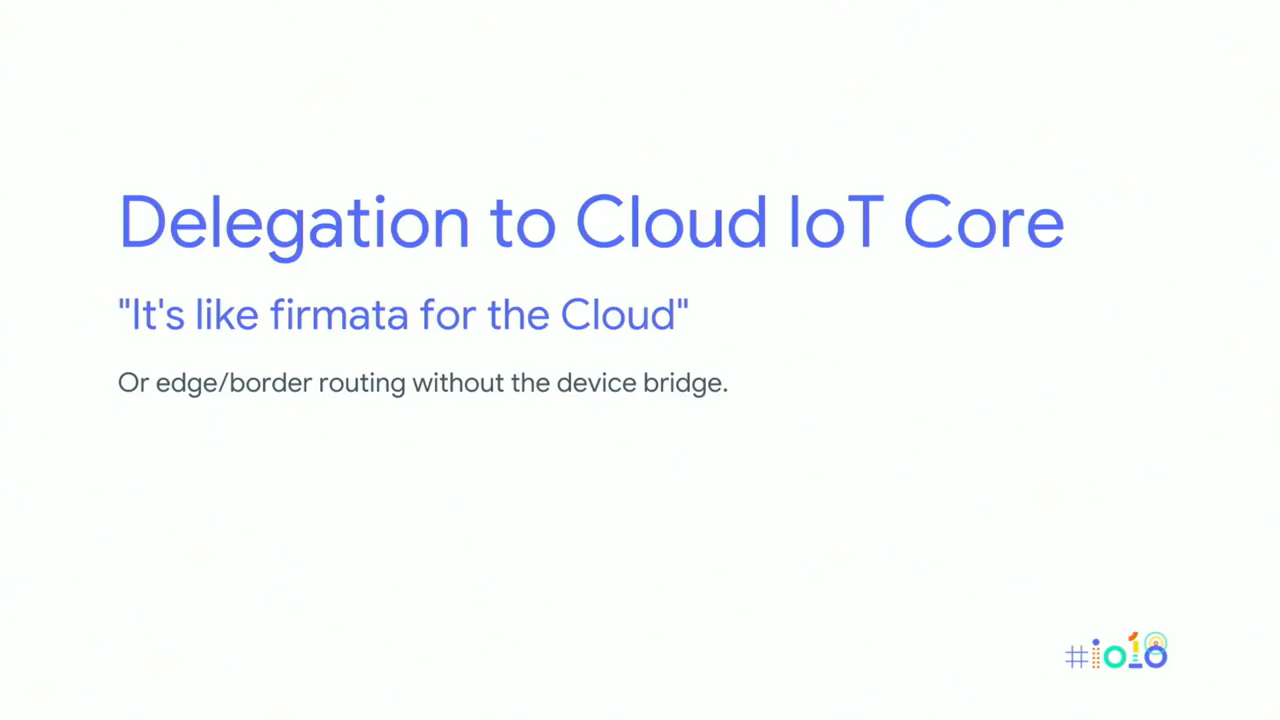 Delegation to Cloud IoT Core
"It's like firmata for the Cloud"
Or edge/border routing without the device bridge.
#io18